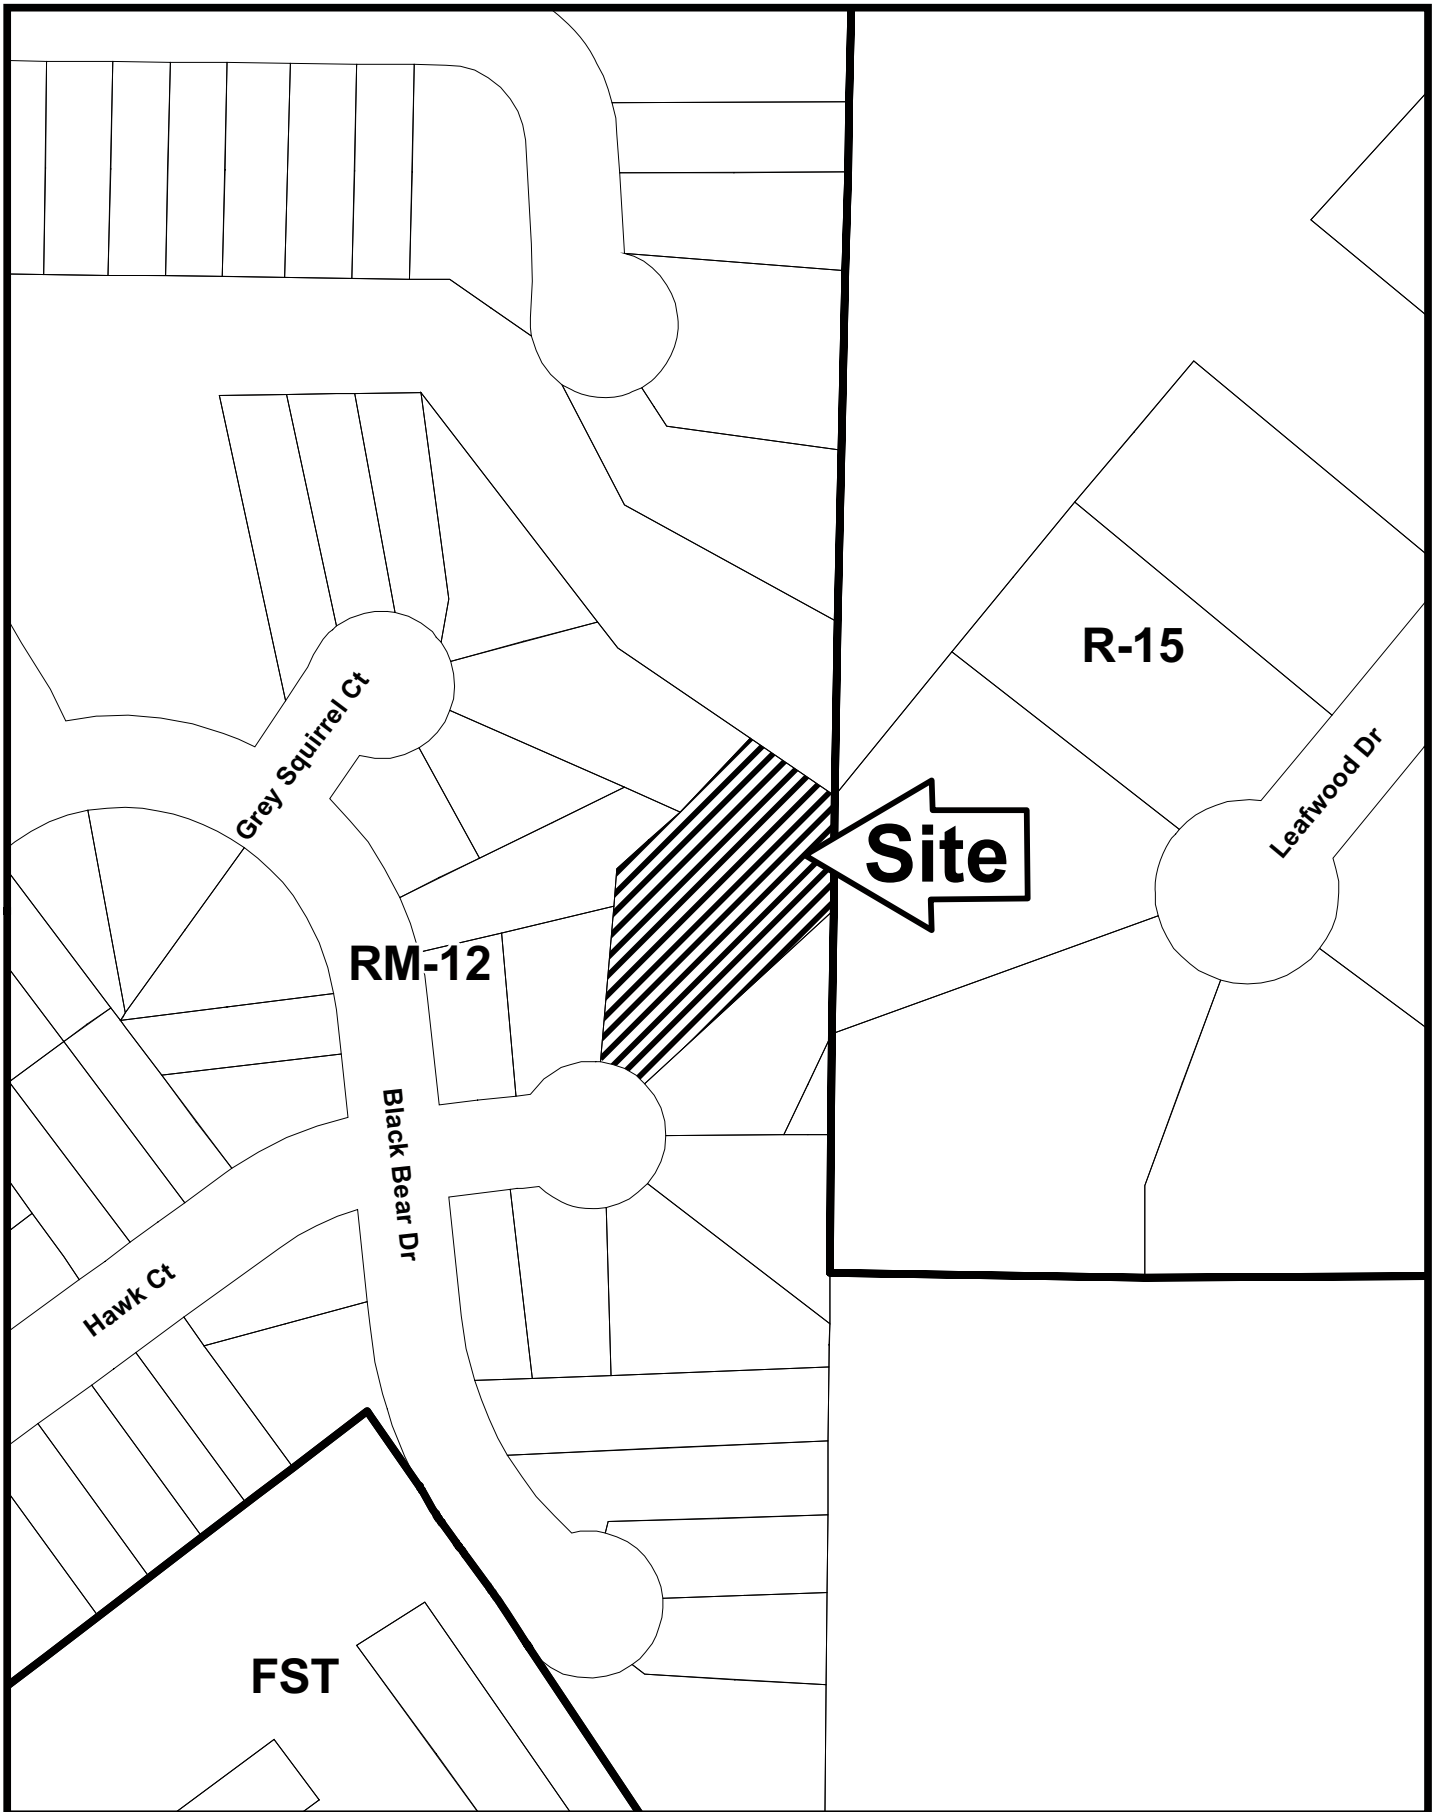 R-15
Grey Squirrel Ct
Leafwood Dr
Site
RM-12
Black Bear Dr
Hawk Ct
FST